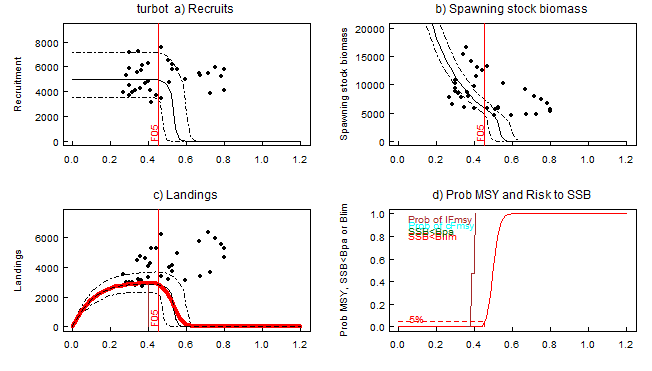 turbot a) Recruits
Recruitment
8000
6000
4000
2000
0
F05
0.0 0.2 0.4 0.6 0.8 1.0 1.2
b) Spawning stock biomass
Spawning stock biomass
20000
15000
10000
5000
0
F05
0.0 0.2 0.4 0.6 0.8 1.0 1.2
c) Landings
Landings
6000
4000
2000
0
F05
0.0 0.2 0.4 0.6 0.8 1.0 1.2
d) Prob MSY and Risk to SSB
Prob MSY, SSB<Bpa or Blim
1.0
0.8
0.6
0.4
0.2
0.0
Prob of lFmsy
Prob of cFmsy
SSB<Bpa
SSB<Blim
5%
0.0 0.2 0.4 0.6 0.8 1.0 1.2